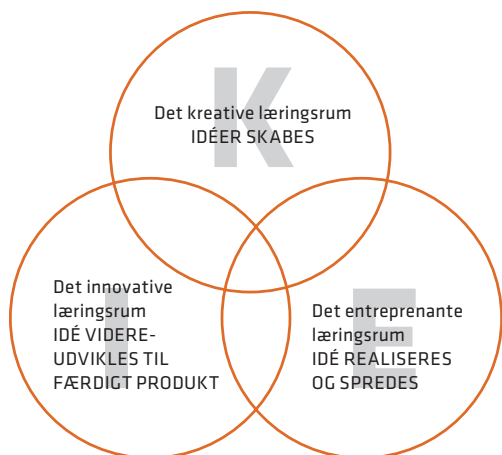 K
Det kreative læringsrum
IDÉER SKABES
I
Det innovative
læringsrum
IDÉ VIDERE-
UDVIKLES TIL
FÆRDIGT PRODUKT
E
Det entreprenante
læringsrum
IDÉ REALISERES
OG SPREDES